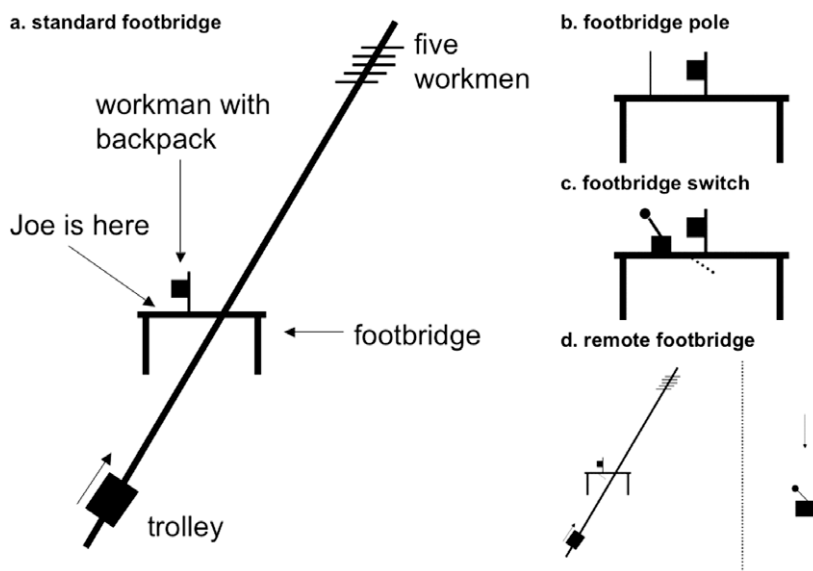 a. standard footbridge
five
workmen
workman with
backpack
Joe is here
footbridge
trolley
b. footbridge pole
c. footbridge switch
d. remote footbridge